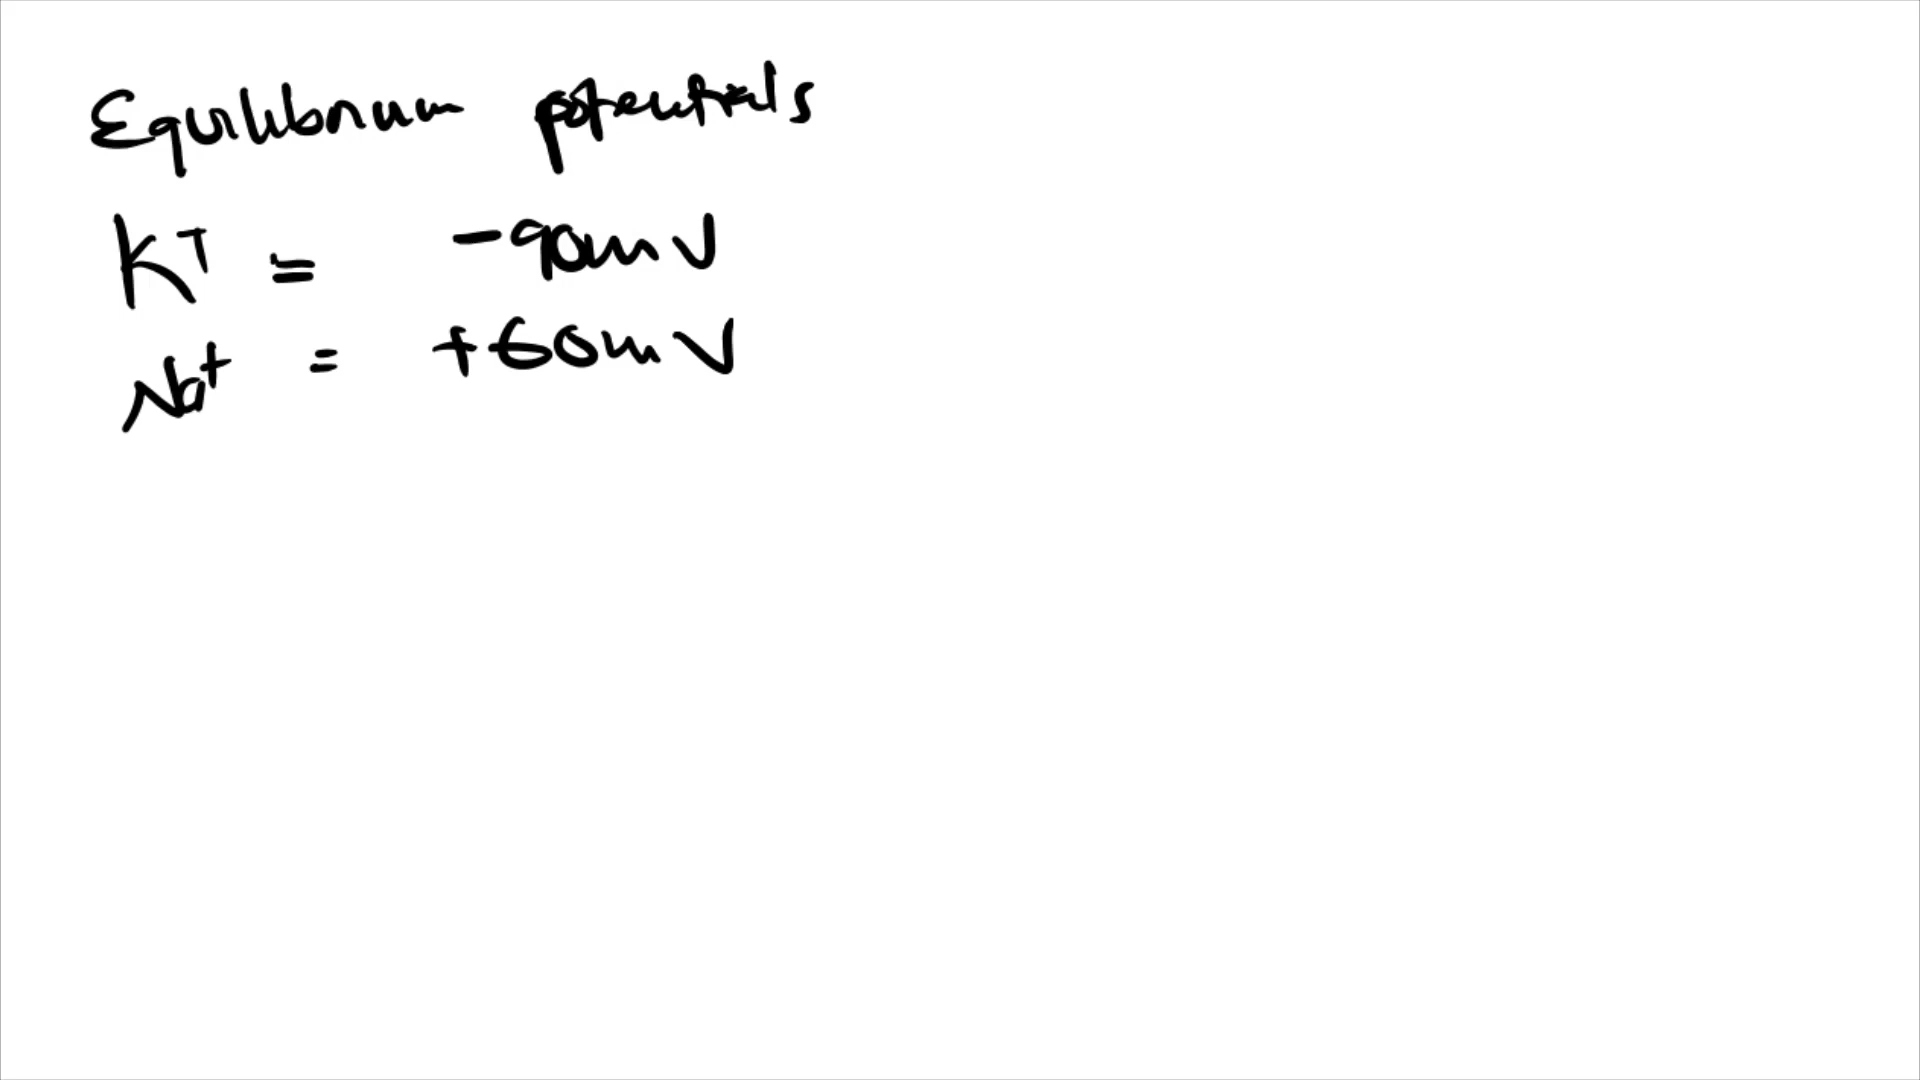 Equilibrium potentials
K+ = -90mV
Na+ = +60mV